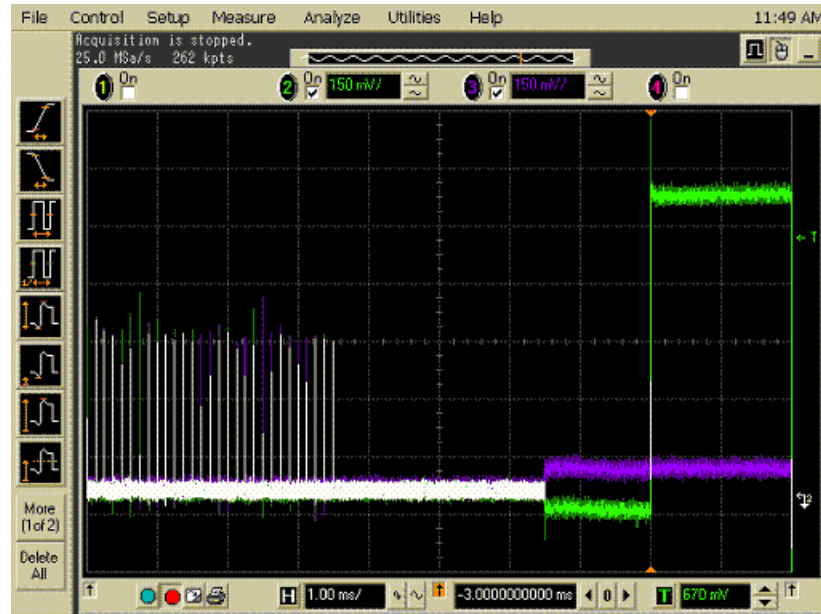 File Control Setup Measure Analyze Utilities Help 11:49 AM
Acquisition is stopped.
25.0 MSa/s 262 kpts
1 On 2 On 150 mV/ 3 On 150 mV/ 4 On
T
2
More
(1 of 2)
Delete
All
H 1.00 ms/ -3.0000000000 ms 0 T 670 mV